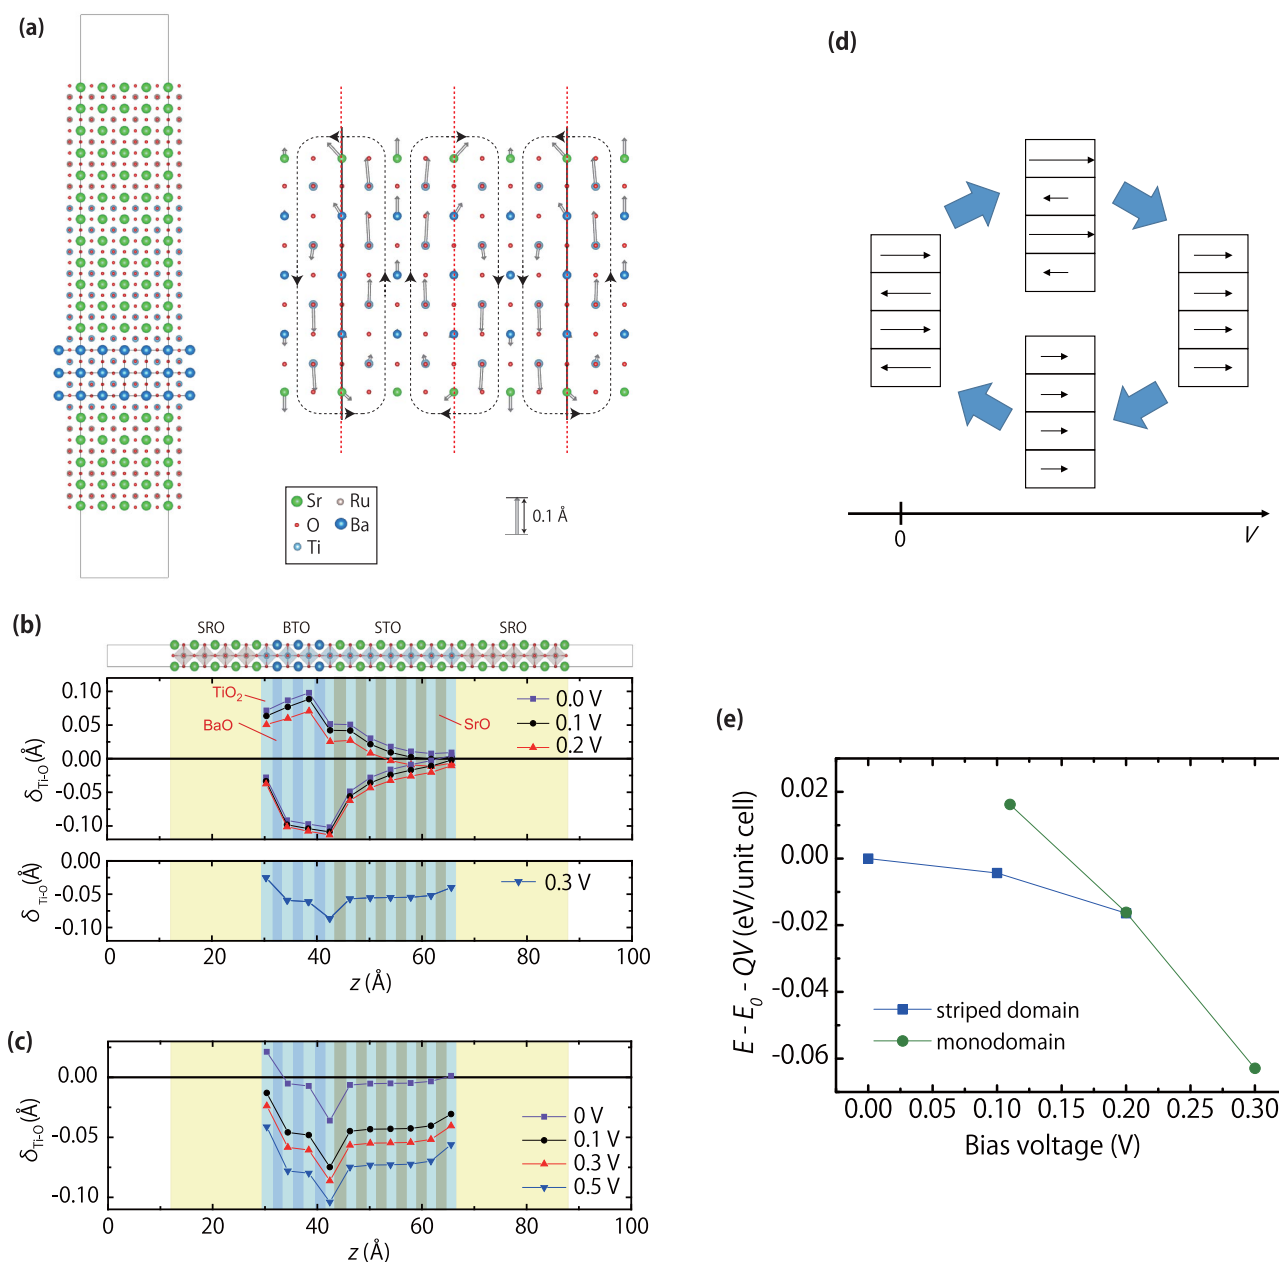 (a)
Sr Ru
O Ba
Ti
0.1 Å
(d)
0
V
(b)
SRO BTO STO SRO
TiO2
BaO
SrO
0.0 V
0.1 V
0.2 V
0.10
0.05
0.00
-0.05
-0.10
δTi-O (Å)
0.3 V
0.00
-0.05
-0.10
δTi-O (Å)
0 20 40 60 80 100
z (Å)
(c)
0.00
-0.05
-0.10
δTi-O (Å)
0 V
0.1 V
0.3 V
0.5 V
0 20 40 60 80 100
z (Å)
(e)
E - E0 - QV (eV/unit cell)
0.02
0.00
-0.02
-0.04
-0.06
striped domain
monodomain
0.00 0.05 0.10 0.15 0.20 0.25 0.30
Bias voltage (V)